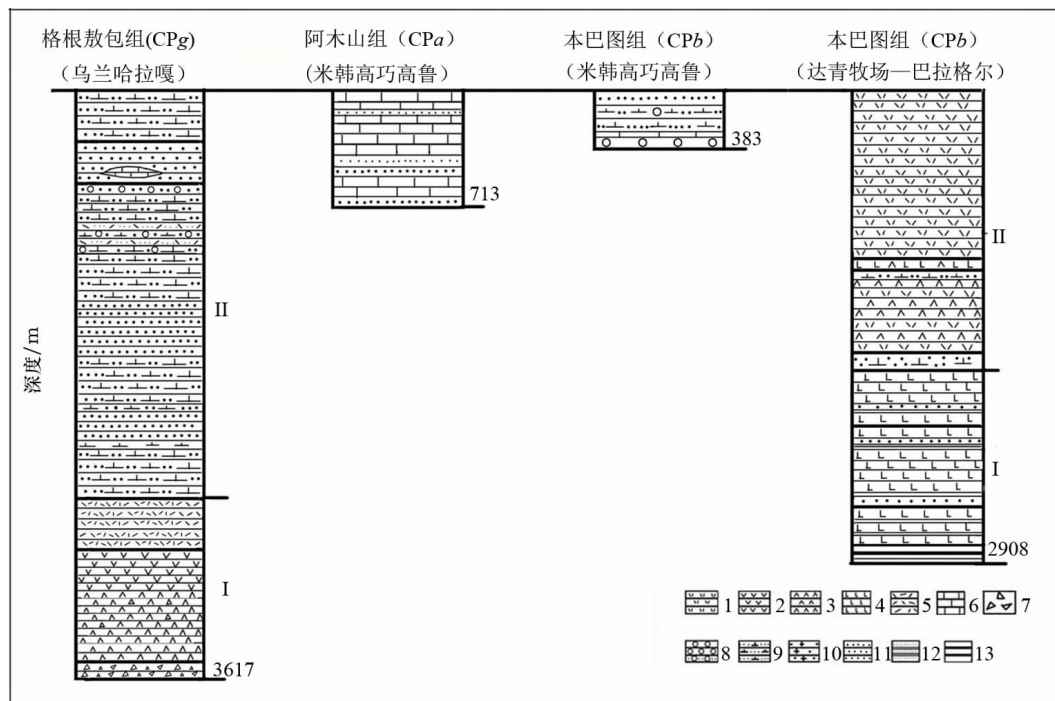 格根敖包组(CPg)
(乌兰哈拉嘎)
阿木山组（CPa）
(米韩高巧高鲁)
本巴图组（CPb）
(米韩高巧高鲁)
本巴图组（CPb）
(达青牧场—巴拉格尔)
深度/m
II
I
3617
713
383
II
I
2908
1 2 3 4 5 6 7
8 9 10 11 12 13